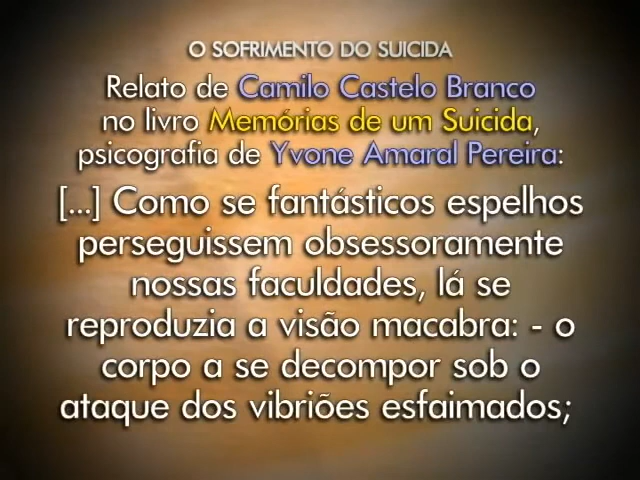 O SOFRIMENTO DO SUICIDA
Relato de Camilo Castelo Branco
no livro Memórias de um Suicida,
psicografia de Yvone Amaral Pereira:
[...] Como se fantásticos espelhos
perseguissem obsessoramente
nossas faculdades, lá se
reproduzia a visão macabra: - o
corpo a se decompor sob o
ataque dos vibriões esfaimados;